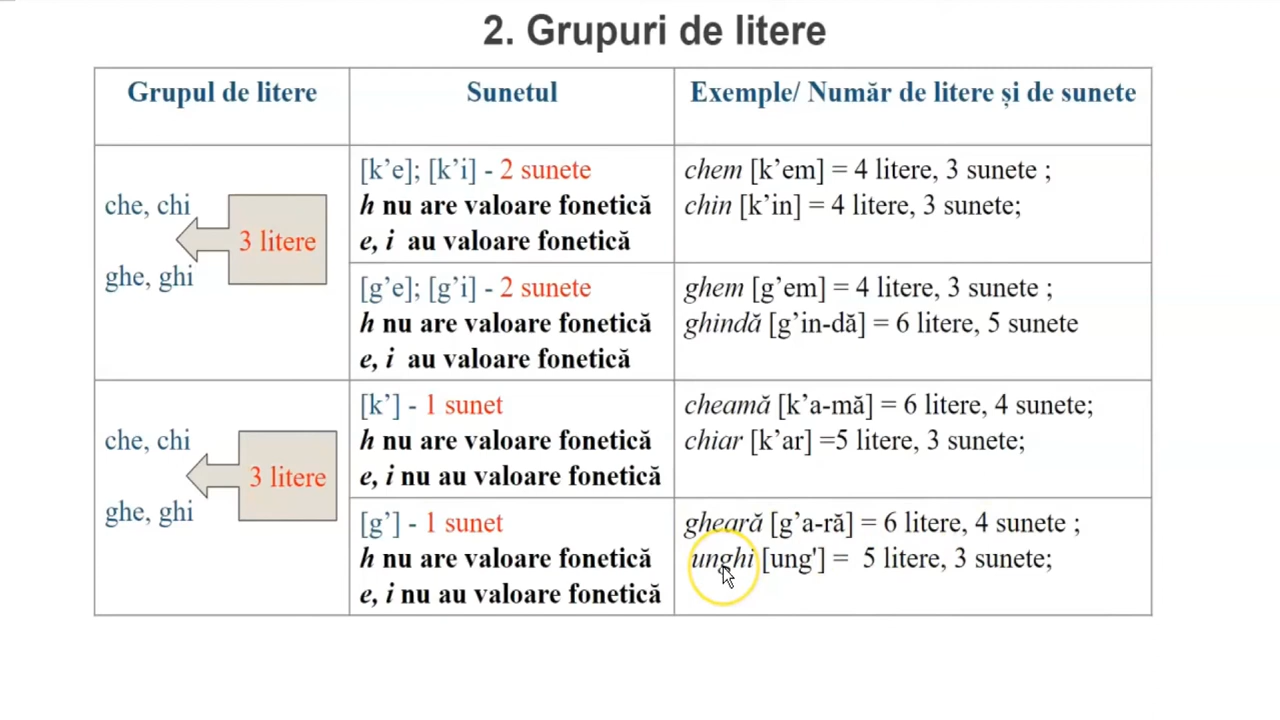 2. Grupuri de litere
Grupul de litere
Sunetul
Exemple/ Număr de litere și de sunete
che, chi
3 litere
ghe, ghi
[k’e]; [k’i] - 2 sunete
h nu are valoare fonetică
e, i au valoare fonetică
chem [k’em] = 4 litere, 3 sunete ;
chin [k’in] = 4 litere, 3 sunete;
[g’e]; [g’i] - 2 sunete
h nu are valoare fonetică
e, i au valoare fonetică
ghem [g’em] = 4 litere, 3 sunete ;
ghindă [g’in-dă] = 6 litere, 5 sunete
che, chi
3 litere
ghe, ghi
[k’] - 1 sunet
h nu are valoare fonetică
e, i nu au valoare fonetică
cheamă [k’a-mă] = 6 litere, 4 sunete;
chiar [k’ar] =5 litere, 3 sunete;
[g’] - 1 sunet
h nu are valoare fonetică
e, i nu au valoare fonetică
gheară [g’a-ră] = 6 litere, 4 sunete ;
unghi [ung'] = 5 litere, 3 sunete;